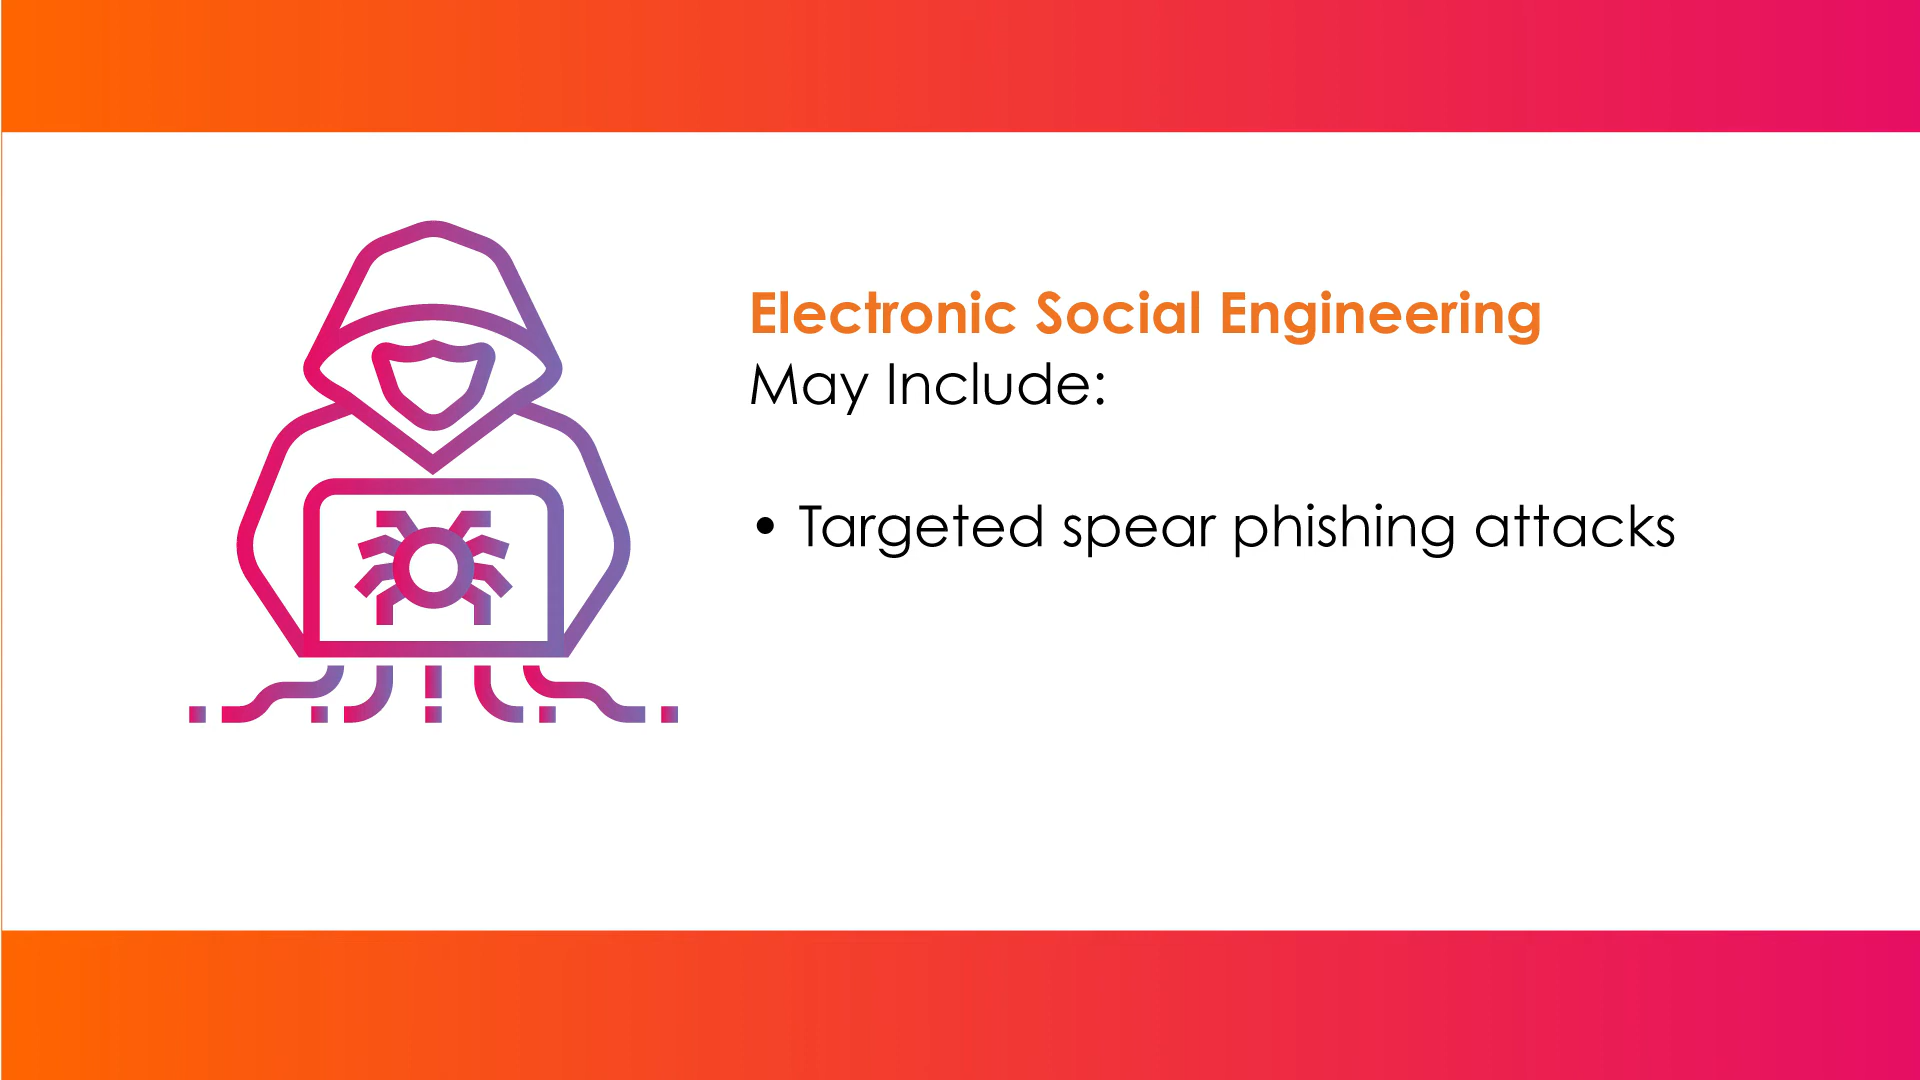 Electronic Social Engineering
May Include:
• Targeted spear phishing attacks